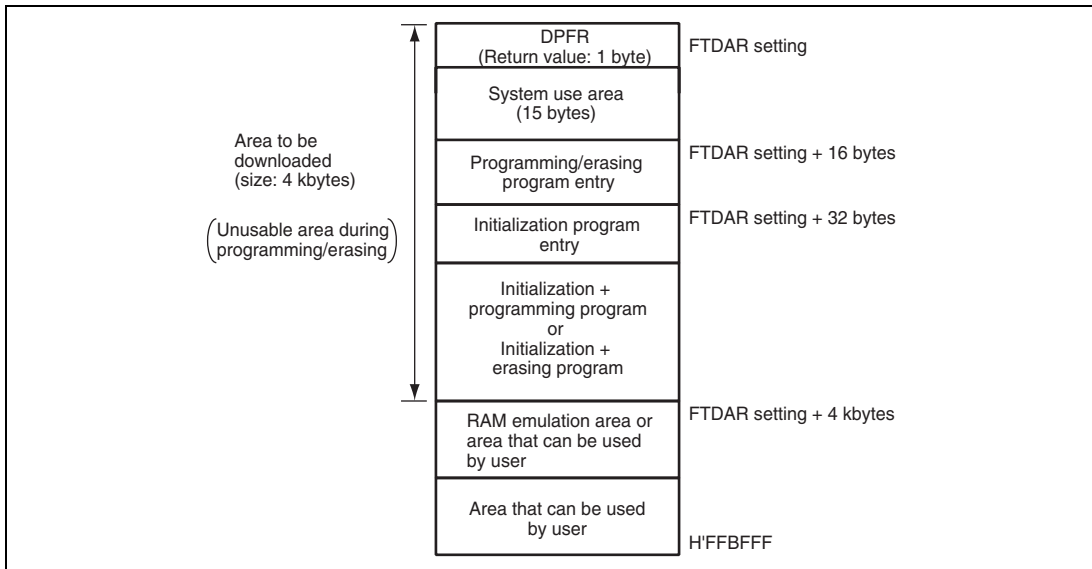 DPFR
(Return value: 1 byte)
FTDAR setting
System use area
(15 bytes)
Area to be
downloaded
(size: 4 kbytes)
(Unusable area during
programming/erasing)
FTDAR setting + 16 bytes
Programming/erasing
program entry
FTDAR setting + 32 bytes
Initialization program
entry
Initialization +
programming program
or
Initialization +
erasing program
FTDAR setting + 4 kbytes
RAM emulation area or
area that can be used
by user
Area that can be used
by user
H'FFBFFF